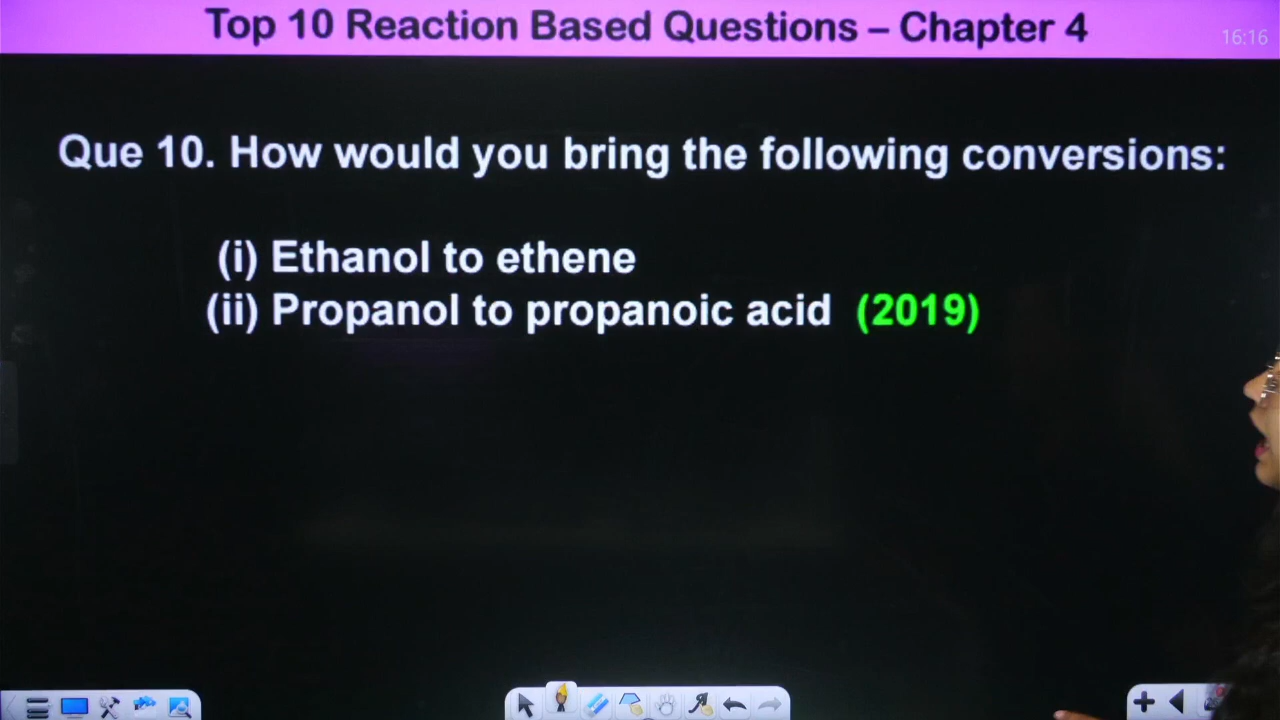 Top 10 Reaction Based Questions – Chapter 4
16:16
Que 10. How would you bring the following conversions:
(i) Ethanol to ethene
(ii) Propanol to propanoic acid (2019)